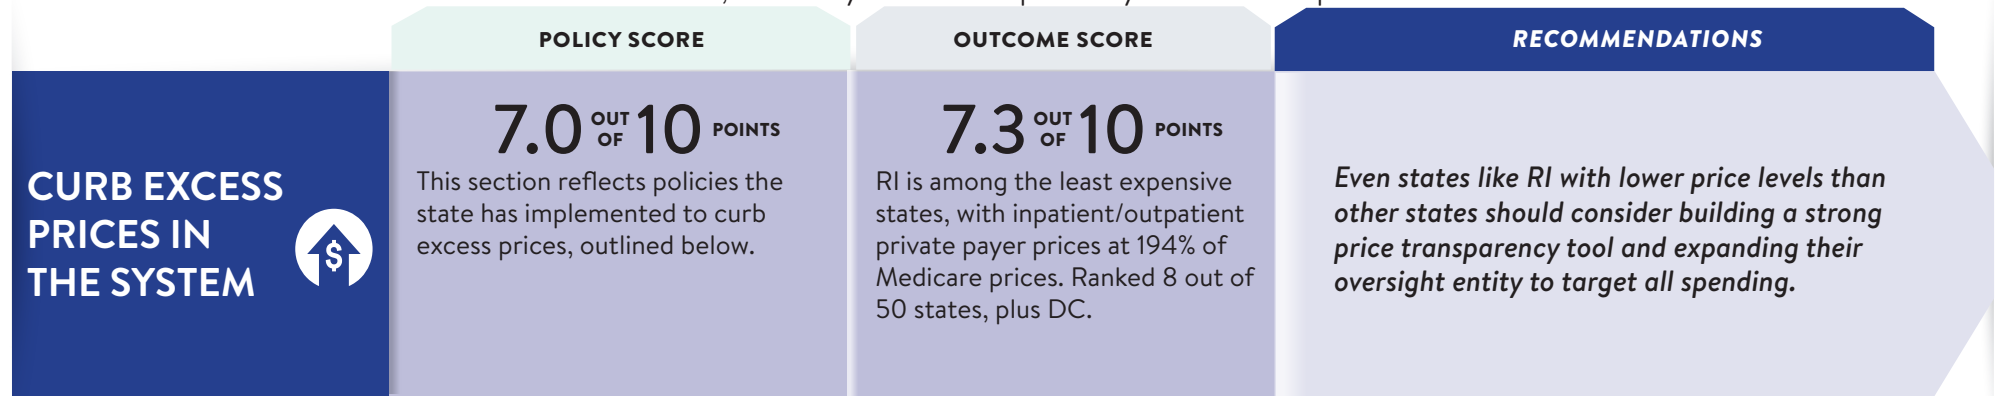 POLICY SCORE
OUTCOME SCORE
RECOMMENDATIONS
CURB EXCESS
PRICES IN
THE SYSTEM
$
7.0 OUT OF 10 POINTS
This section reflects policies the
state has implemented to curb
excess prices, outlined below.
7.3 OUT OF 10 POINTS
RI is among the least expensive
states, with inpatient/outpatient
private payer prices at 194% of
Medicare prices. Ranked 8 out of
50 states, plus DC.
Even states like RI with lower price levels than
other states should consider building a strong
price transparency tool and expanding their
oversight entity to target all spending.